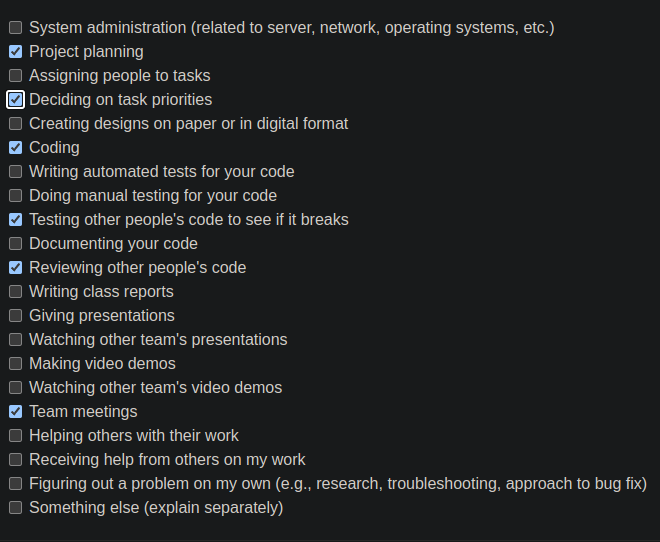 System administration (related to server, network, operating systems, etc.)
Project planning
Assigning people to tasks
Deciding on task priorities
Creating designs on paper or in digital format
Coding
Writing automated tests for your code
Doing manual testing for your code
Testing other people's code to see if it breaks
Documenting your code
Reviewing other people's code
Writing class reports
Giving presentations
Watching other team's presentations
Making video demos
Watching other team's video demos
Team meetings
Helping others with their work
Receiving help from others on my work
Figuring out a problem on my own (e.g., research, troubleshooting, approach to bug fix)
Something else (explain separately)